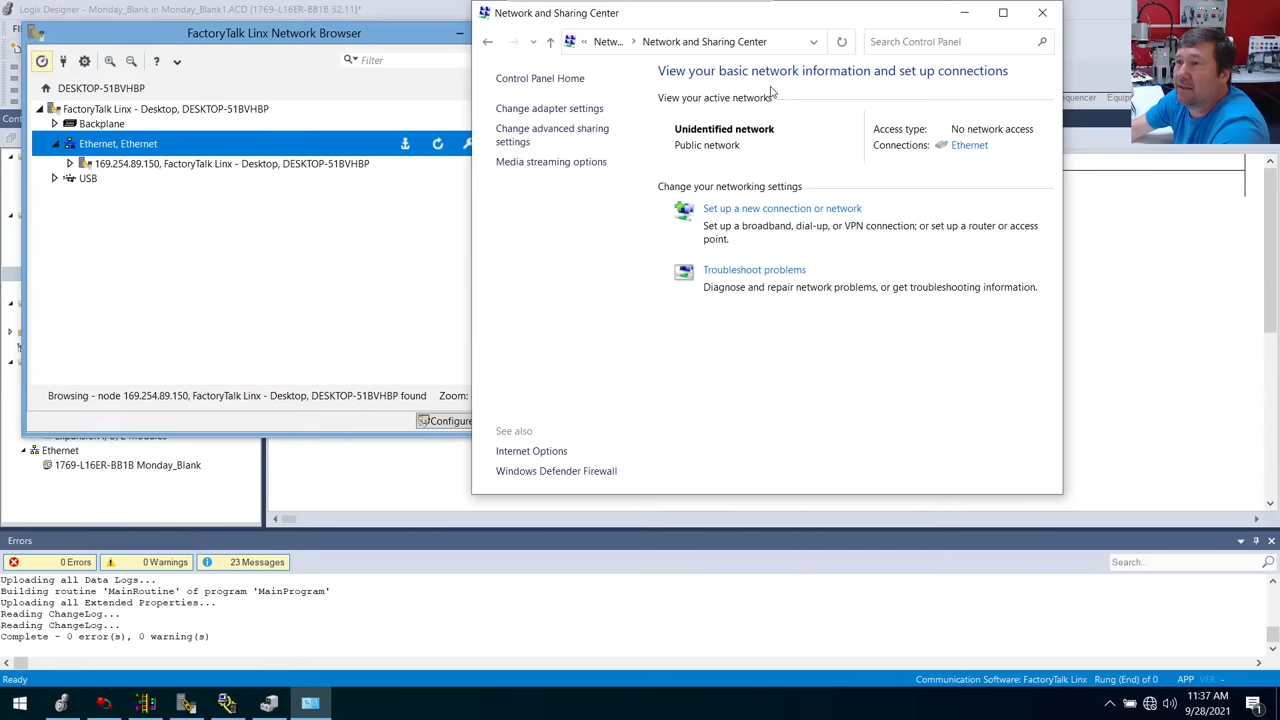 Logix Designer - Monday_Blank in Monday_Blank1.ACD [1769-L16ER-BB1B 32.11]*
FactoryTalk Linx Network Browser
Filter
DESKTOP-51BVHBP
FactoryTalk Linx - Desktop, DESKTOP-51BVHBP
Backplane
Ethernet, Ethernet
169.254.89.150, FactoryTalk Linx - Desktop, DESKTOP-51BVHBP
USB
Browsing - node 169.254.89.150, FactoryTalk Linx - Desktop, DESKTOP-51BVHBP found
Zoom:
Configure
Ethernet
1769-L16ER-BB1B Monday_Blank
Network and Sharing Center
Netw...
Network and Sharing Center
Search Control Panel
Control Panel Home
Change adapter settings
Change advanced sharing
settings
Media streaming options
See also
Internet Options
Windows Defender Firewall
View your basic network information and set up connections
View your active networks
Unidentified network
Public network
Access type: No network access
Connections: Ethernet
Change your networking settings
Set up a new connection or network
Set up a broadband, dial-up, or VPN connection; or set up a router or access
point.
Troubleshoot problems
Diagnose and repair network problems, or get troubleshooting information.
Errors
0 Errors
0 Warnings
23 Messages
Search...
Uploading all Data Logs...
Building routine 'MainRoutine' of program 'MainProgram'
Uploading all Extended Properties...
Reading ChangeLog...
Reading ChangeLog...
Complete - 0 error(s), 0 warning(s)
Ready
Communication Software: FactoryTalk Linx
Rung (End) of 0
APP
VER
11:37 AM
9/28/2021
1